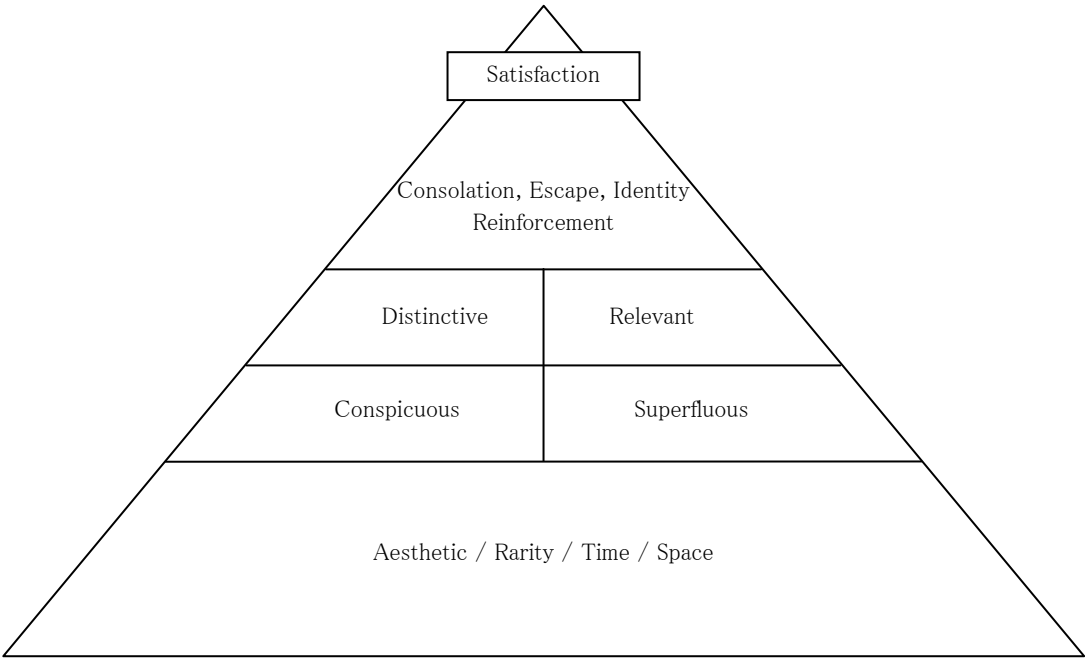 Satisfaction
Consolation, Escape, Identity
Reinforcement
Distinctive
Relevant
Conspicuous
Superfluous
Aesthetic / Rarity / Time / Space